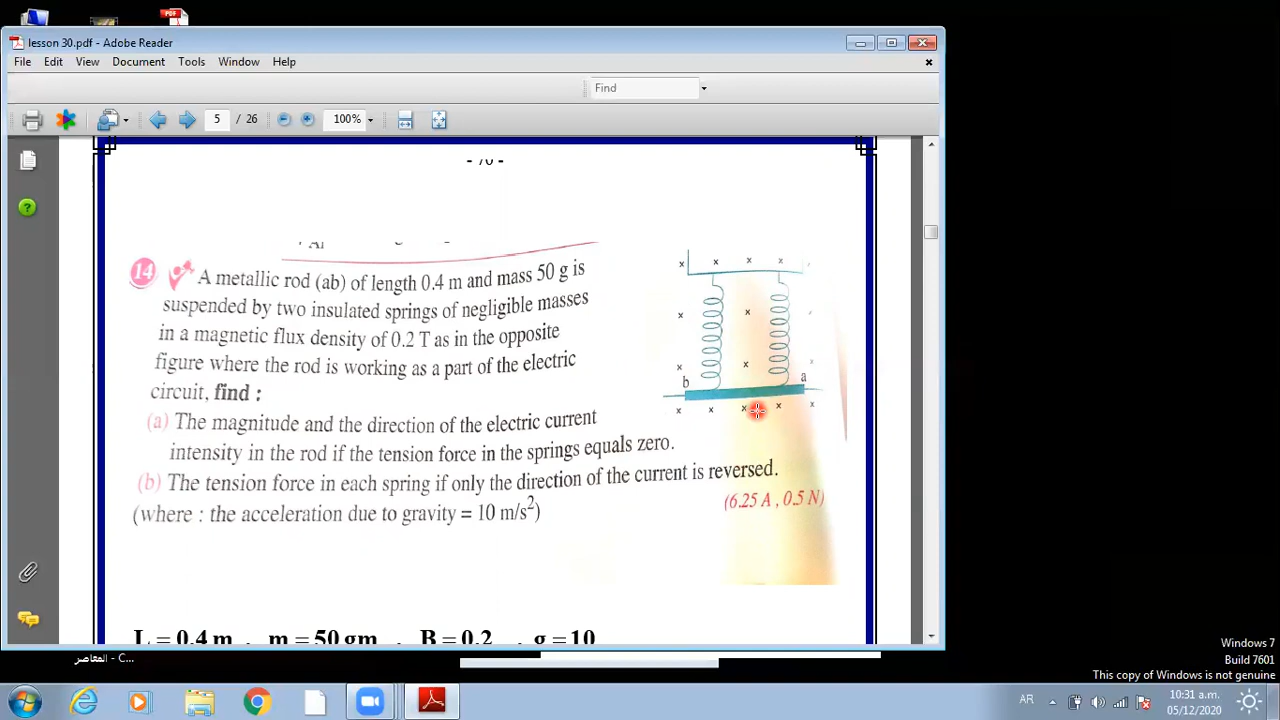 lesson 30.pdf - Adobe Reader
File Edit View Document Tools Window Help
Find
5 / 26 100%
- 70 -
14 A metallic rod (ab) of length 0.4 m and mass 50 g is
suspended by two insulated springs of negligible masses
in a magnetic flux density of 0.2 T as in the opposite
figure where the rod is working as a part of the electric
circuit, find :
(a) The magnitude and the direction of the electric current
intensity in the rod if the tension force in the springs equals zero.
(b) The tension force in each spring if only the direction of the current is reversed.
(where : the acceleration due to gravity = 10 m/s²)
(6.25 A , 0.5 N)
x x x
x x
x x
b a
x x x x x
L = 0.4 m , m = 50 gm , B = 0.2 , g = 10
المعاصر - C...
Windows 7
Build 7601
This copy of Windows is not genuine
AR
10:31 a.m.
05/12/2020